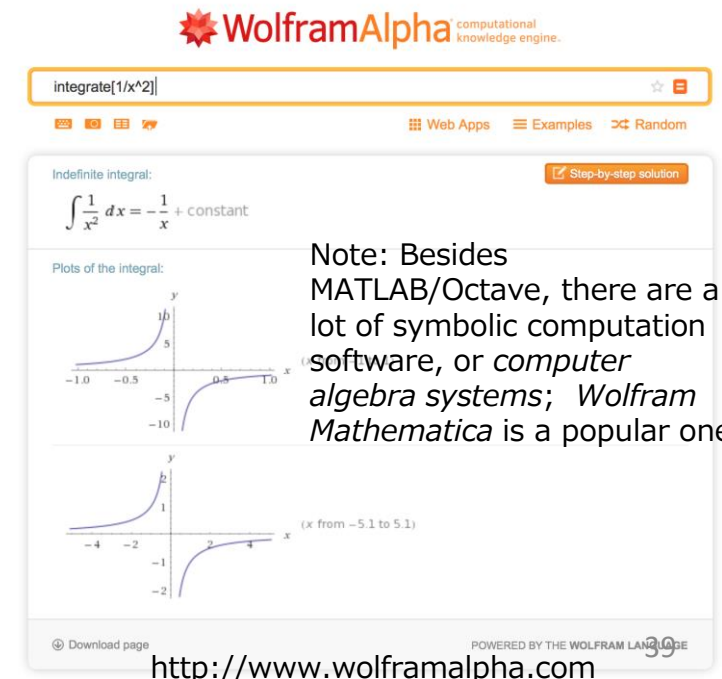 WolframAlpha computational knowledge engine.
integrate[1/x^2]
Web Apps Examples Random
Indefinite integral:
Step-by-step solution
∫ 1/x² dx = −1/x + constant
Plots of the integral:
Note: Besides
MATLAB/Octave, there are a
lot of symbolic computation
software, or computer
algebra systems; Wolfram
Mathematica is a popular one
y
10
5
−1.0 −0.5 0.5 1.0 x
−5
−10
y
2
1
(x from −5.1 to 5.1)
−4 −2 2 4 x
−1
−2
Download page
POWERED BY THE WOLFRAM LANGUAGE
39
http://www.wolframalpha.com